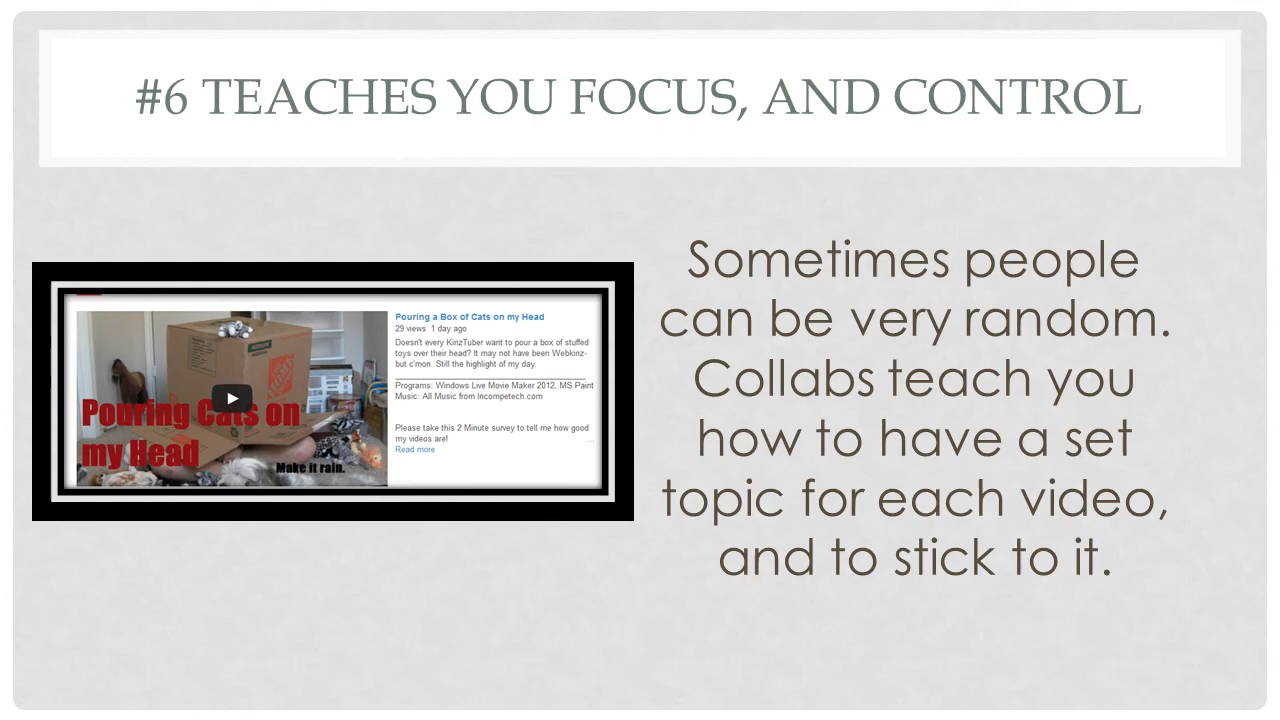 #6 TEACHES YOU FOCUS, AND CONTROL
Sometimes people
can be very random.
Collabs teach you
how to have a set
topic for each video,
and to stick to it.
Pouring Cats on
my Head
Make it rain.
Pouring a Box of Cats on my Head
29 views 1 day ago
Doesn't every KinzTuber want to pour a box of stuffed
toys over their head? It may not have been Webkinz-
but c'mon. Still the highlight of my day.
Programs: Windows Live Movie Maker 2012, MS Paint
Music: All Music from Incompetech.com
Please take this 2 Minute survey to tell me how good
my videos are!
...
Read more